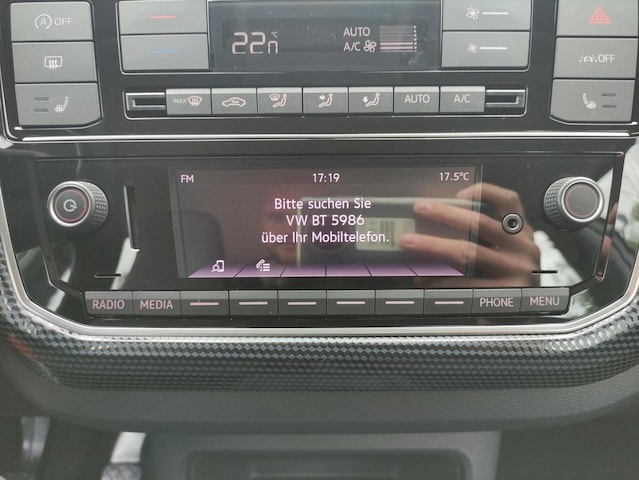 OFF
22.0 °C
AUTO
A/C
OFF
MAX
AUTO
A/C
FM 17:19 17.5°C
Bitte suchen Sie
VW BT 5986
über Ihr Mobiltelefon.
RADIO MEDIA PHONE MENU